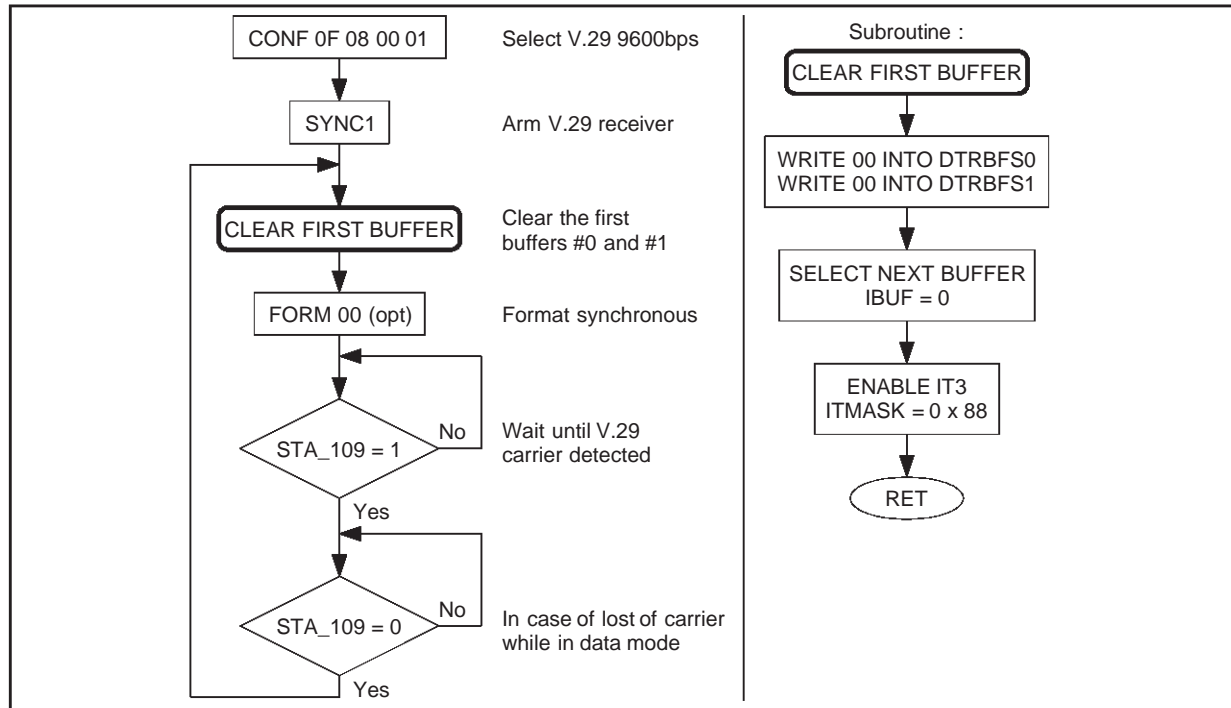 CONF 0F 08 00 01
Select V.29 9600bps
SYNC1
Arm V.29 receiver
CLEAR FIRST BUFFER
Clear the first
buffers #0 and #1
FORM 00 (opt)
Format synchronous
STA_109 = 1
No
Wait until V.29
carrier detected
Yes
STA_109 = 0
No
In case of lost of carrier
while in data mode
Yes
Subroutine :
CLEAR FIRST BUFFER
WRITE 00 INTO DTRBFS0
WRITE 00 INTO DTRBFS1
SELECT NEXT BUFFER
IBUF = 0
ENABLE IT3
ITMASK = 0 x 88
RET